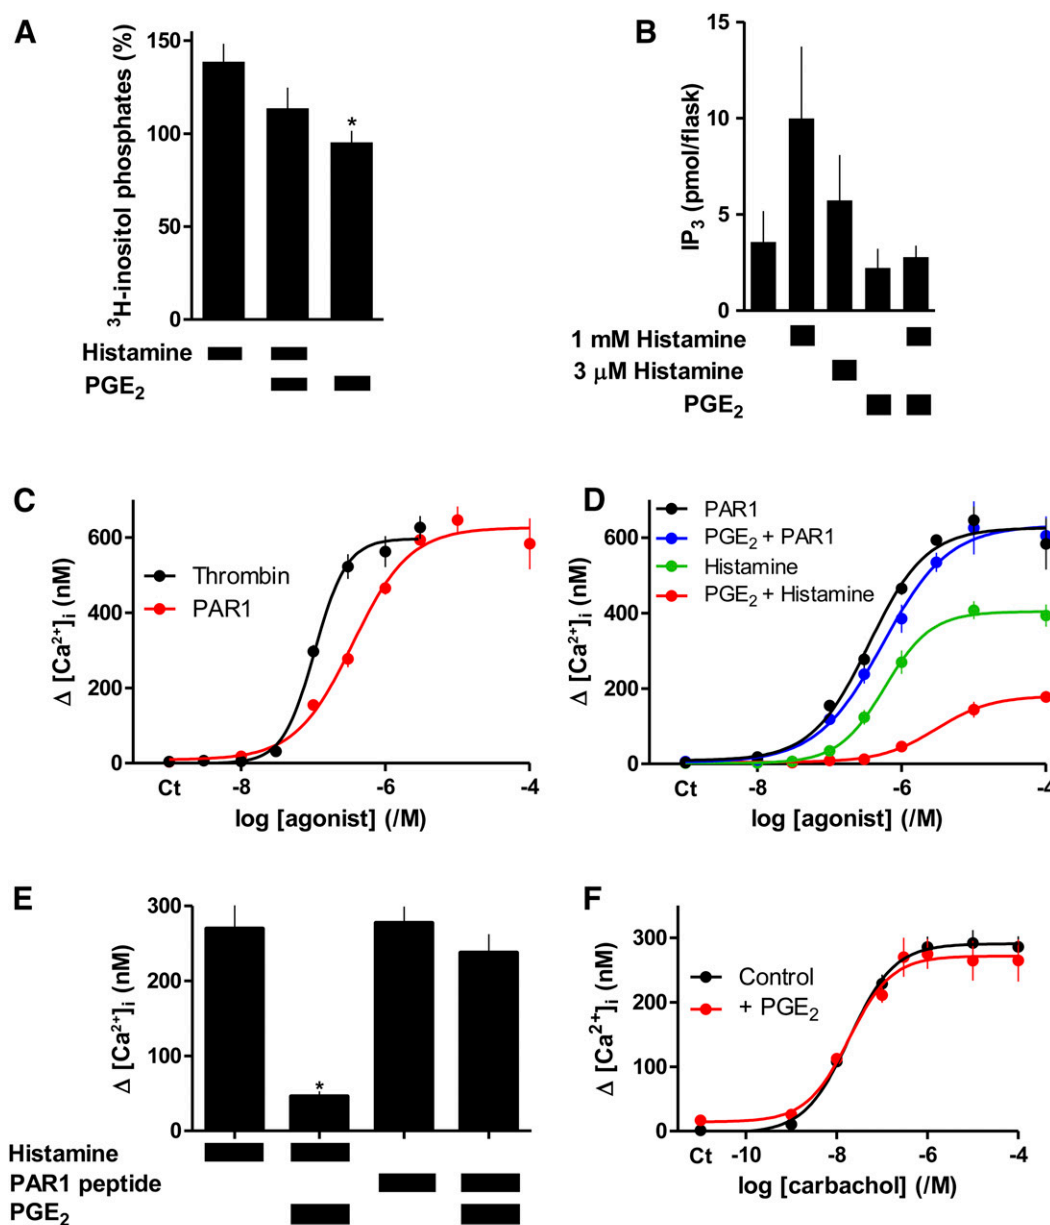 A
³H-inositol phosphates (%)
150
100
50
0
*
Histamine
PGE₂
B
IP₃ (pmol/flask)
15
10
5
0
1 mM Histamine
3 μM Histamine
PGE₂
C
Δ [Ca²⁺]ᵢ (nM)
600
400
200
0
Thrombin
PAR1
Ct
-8
-6
-4
log [agonist] (/M)
D
Δ [Ca²⁺]ᵢ (nM)
600
400
200
0
PAR1
PGE₂ + PAR1
Histamine
PGE₂ + Histamine
Ct
-8
-6
-4
log [agonist] (/M)
E
Δ [Ca²⁺]ᵢ (nM)
300
200
100
0
*
Histamine
PAR1 peptide
PGE₂
F
Δ [Ca²⁺]ᵢ (nM)
300
200
100
0
Control
+ PGE₂
Ct
-10
-8
-6
-4
log [carbachol] (/M)